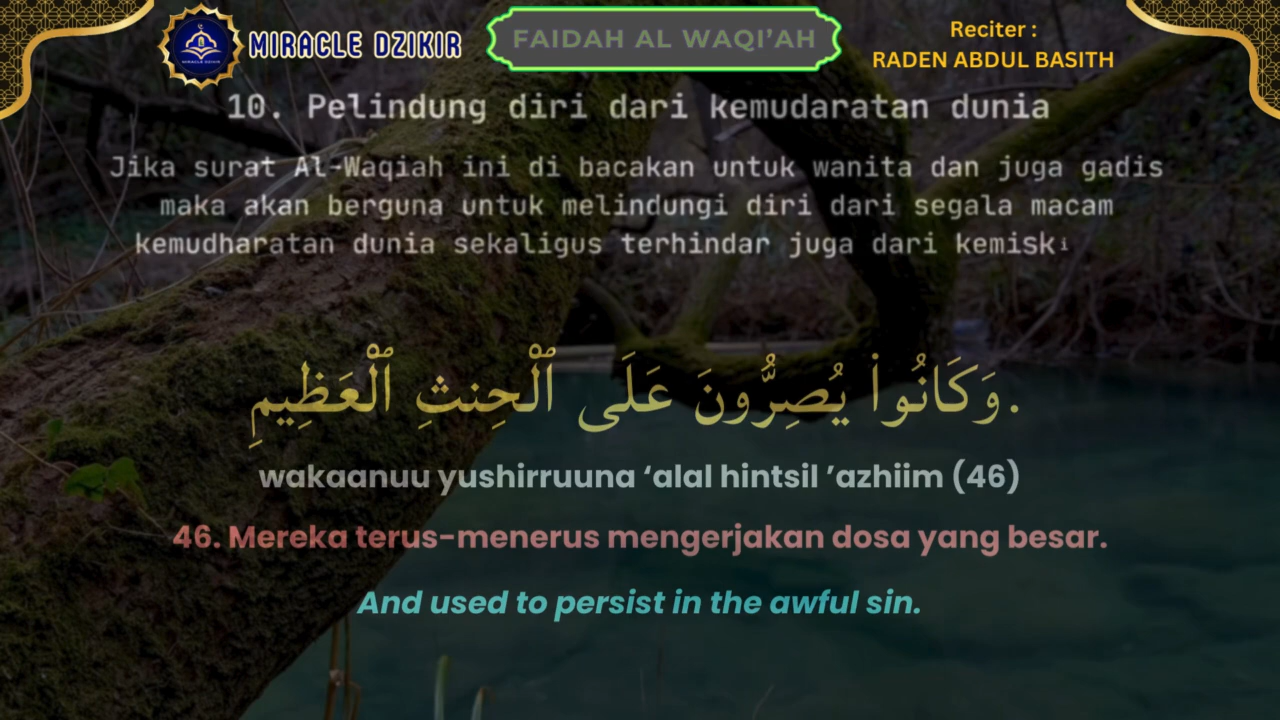 MIRACLE DZIKIR
FAIDAH AL WAQI'AH
Reciter :
RADEN ABDUL BASITH
10. Pelindung diri dari kemudaratan dunia
Jika surat Al-Waqiah ini di bacakan untuk wanita dan juga gadis
maka akan berguna untuk melindungi diri dari segala macam
kemudharatan dunia sekaligus terhindar juga dari kemiski
وَكَانُوا۟ يُصِرُّونَ عَلَى ٱلْحِنثِ ٱلْعَظِيمِ.
wakaanuu yushirruuna ‘alal hintsil ’azhiim (46)
46. Mereka terus-menerus mengerjakan dosa yang besar.
And used to persist in the awful sin.